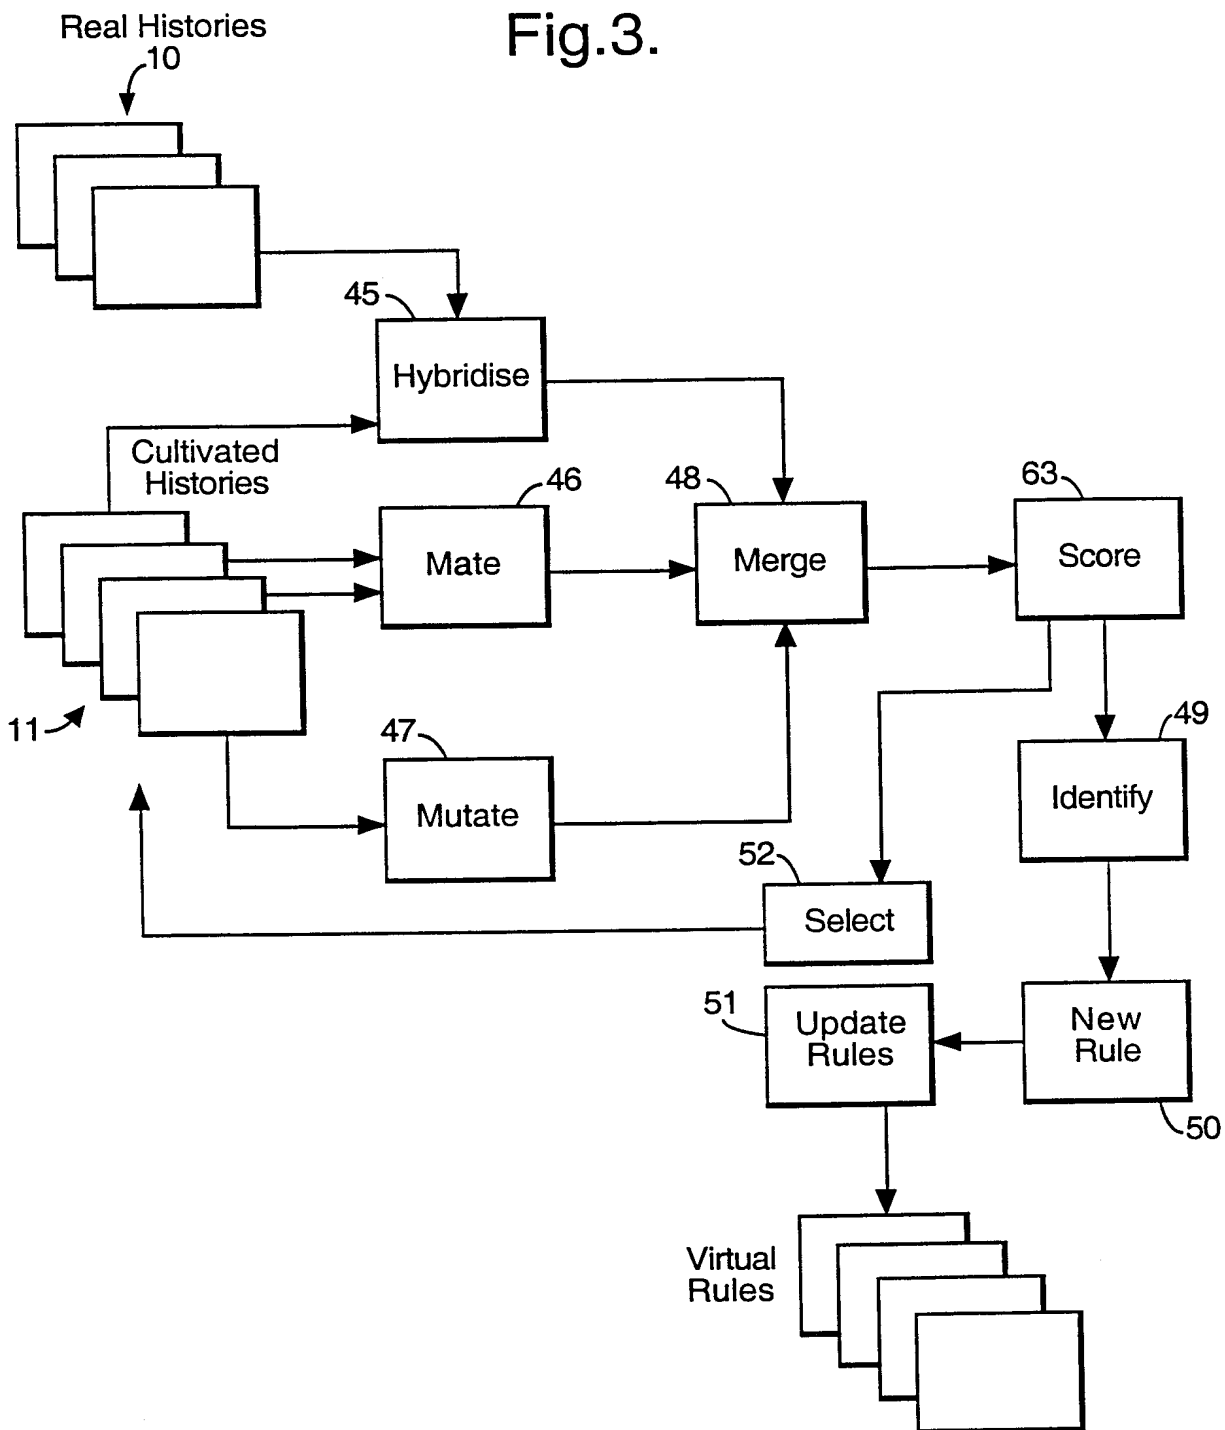 Fig.3.
Real Histories
10
45
Hybridise
Cultivated
Histories
46
Mate
48
Merge
63
Score
11
47
Mutate
49
Identify
52
Select
51
Update
Rules
New
Rule
50
Virtual
Rules